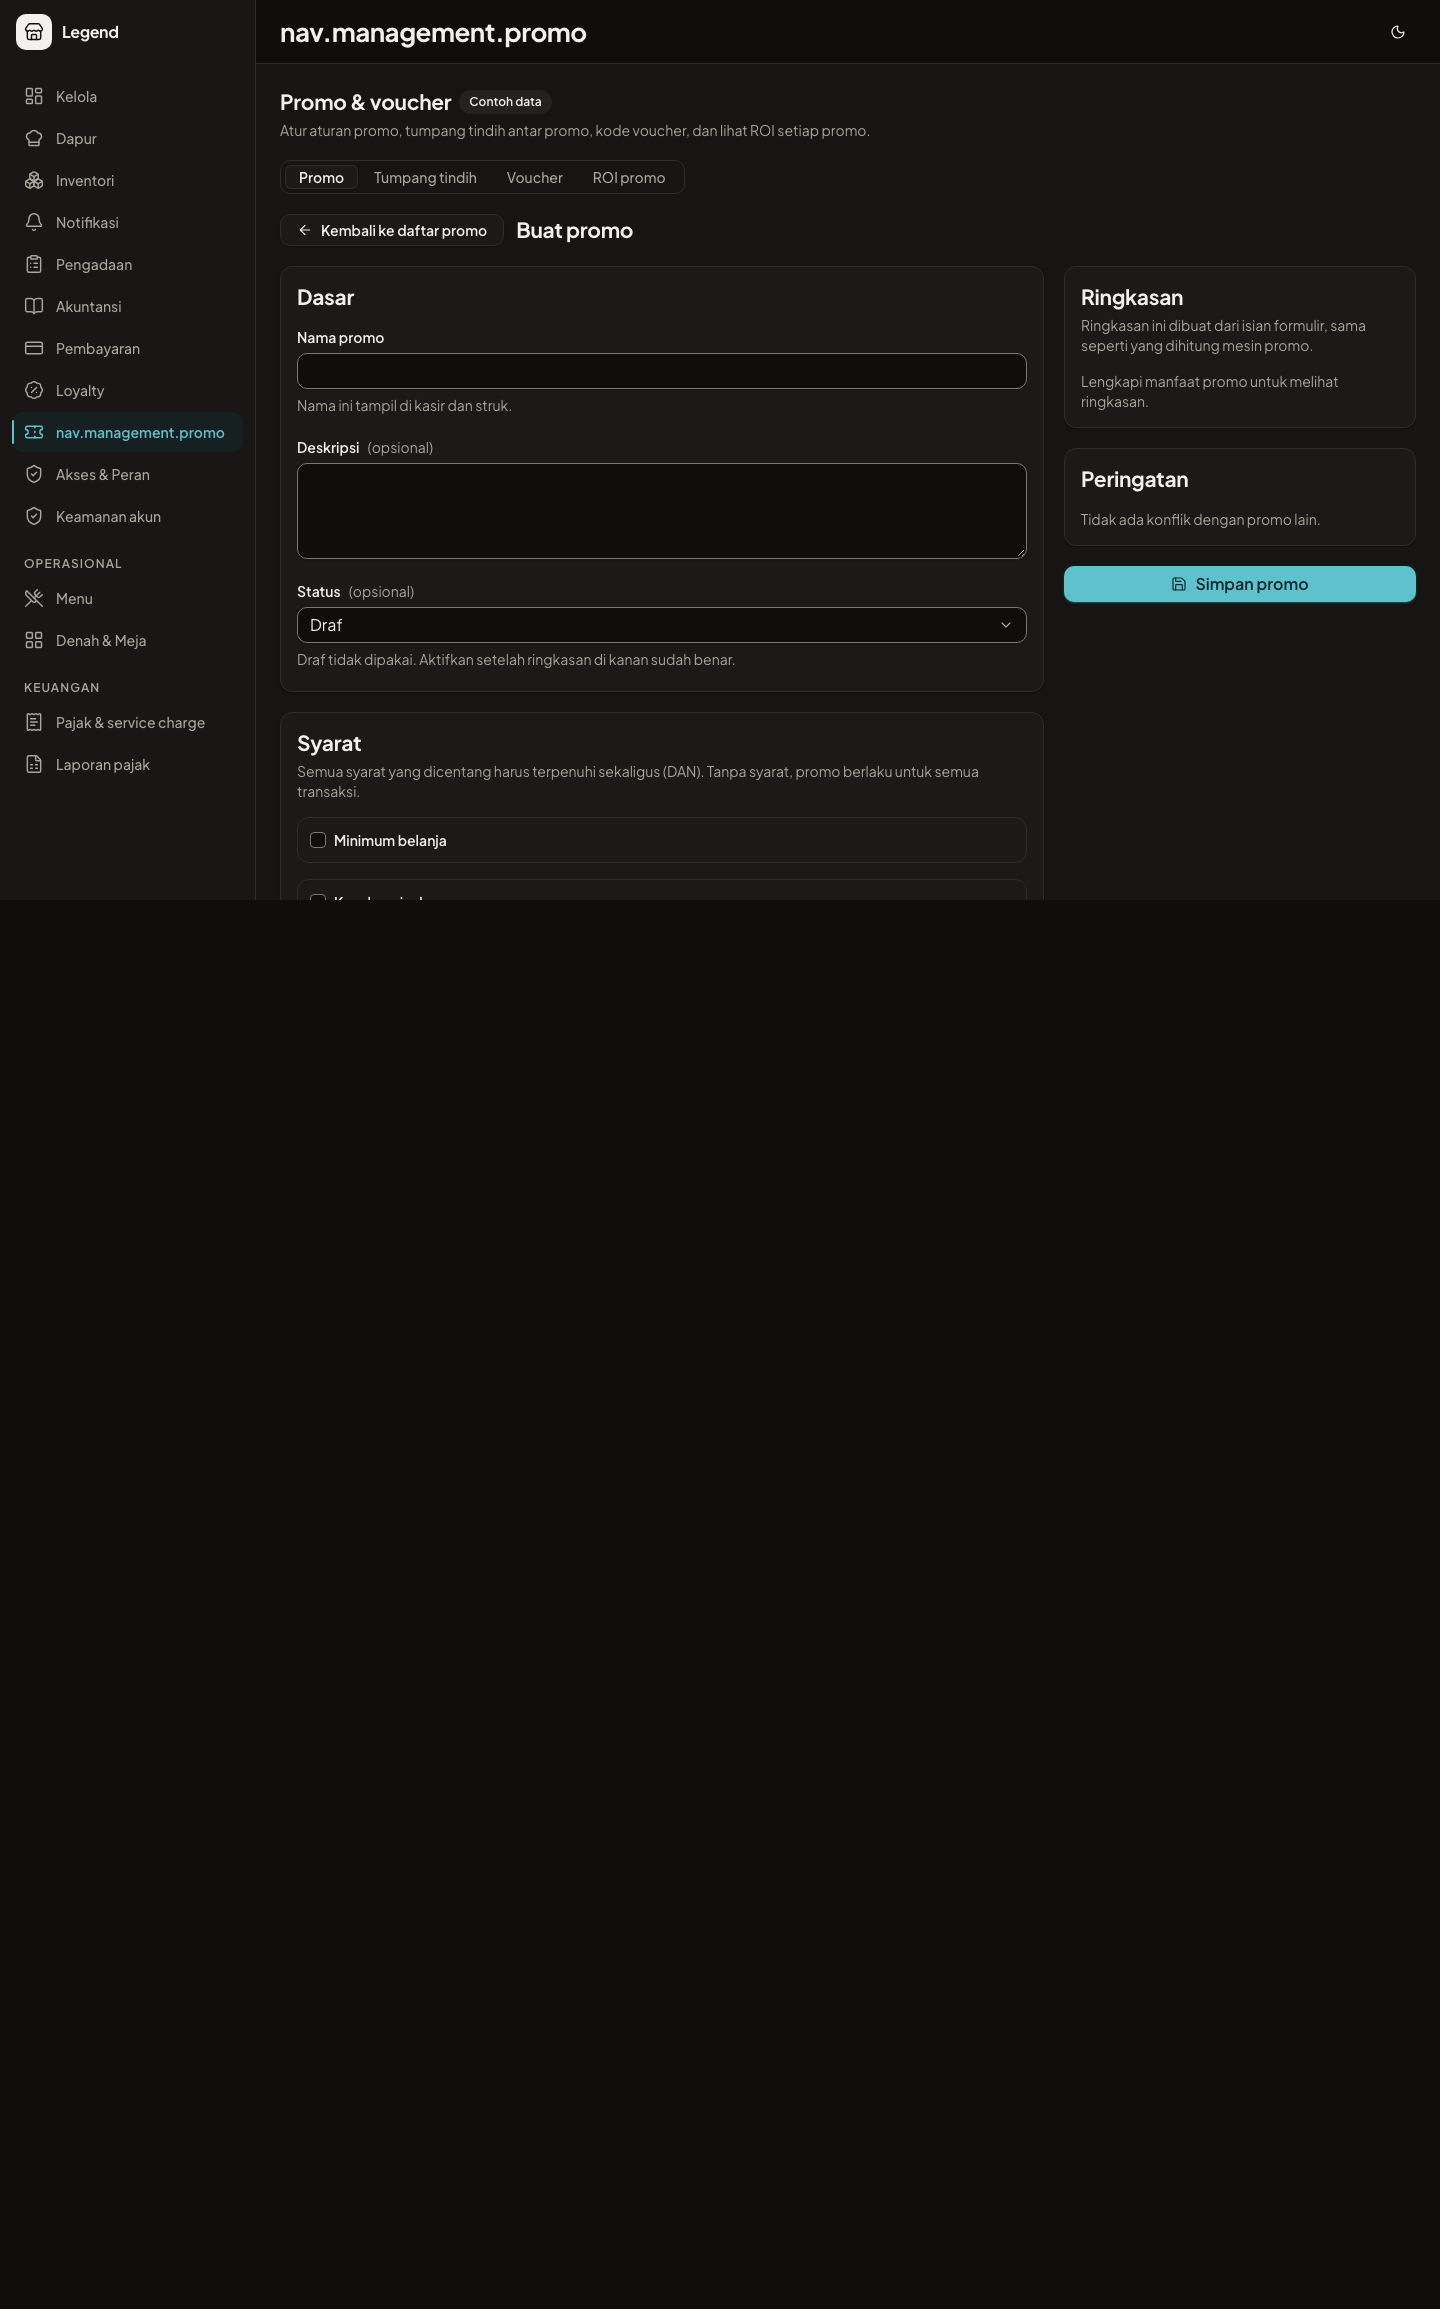 Legend
nav.management.promo
Kelola
Dapur
Inventori
Notifikasi
Pengadaan
Akuntansi
Pembayaran
Loyalty
nav.management.promo
Akses & Peran
Keamanan akun
OPERASIONAL
Menu
Denah & Meja
KEUANGAN
Pajak & service charge
Laporan pajak
Promo & voucher
Contoh data
Atur aturan promo, tumpang tindih antar promo, kode voucher, dan lihat ROI setiap promo.
Promo
Tumpang tindih
Voucher
ROI promo
Kembali ke daftar promo
Buat promo
Dasar
Nama promo
Nama ini tampil di kasir dan struk.
Deskripsi (opsional)
Status (opsional)
Draf
Draf tidak dipakai. Aktifkan setelah ringkasan di kanan sudah benar.
Syarat
Semua syarat yang dicentang harus terpenuhi sekaligus (DAN). Tanpa syarat, promo berlaku untuk semua
transaksi.
Minimum belanja
Ringkasan
Ringkasan ini dibuat dari isian formulir, sama
seperti yang dihitung mesin promo.
Lengkapi manfaat promo untuk melihat
ringkasan.
Peringatan
Tidak ada konflik dengan promo lain.
Simpan promo